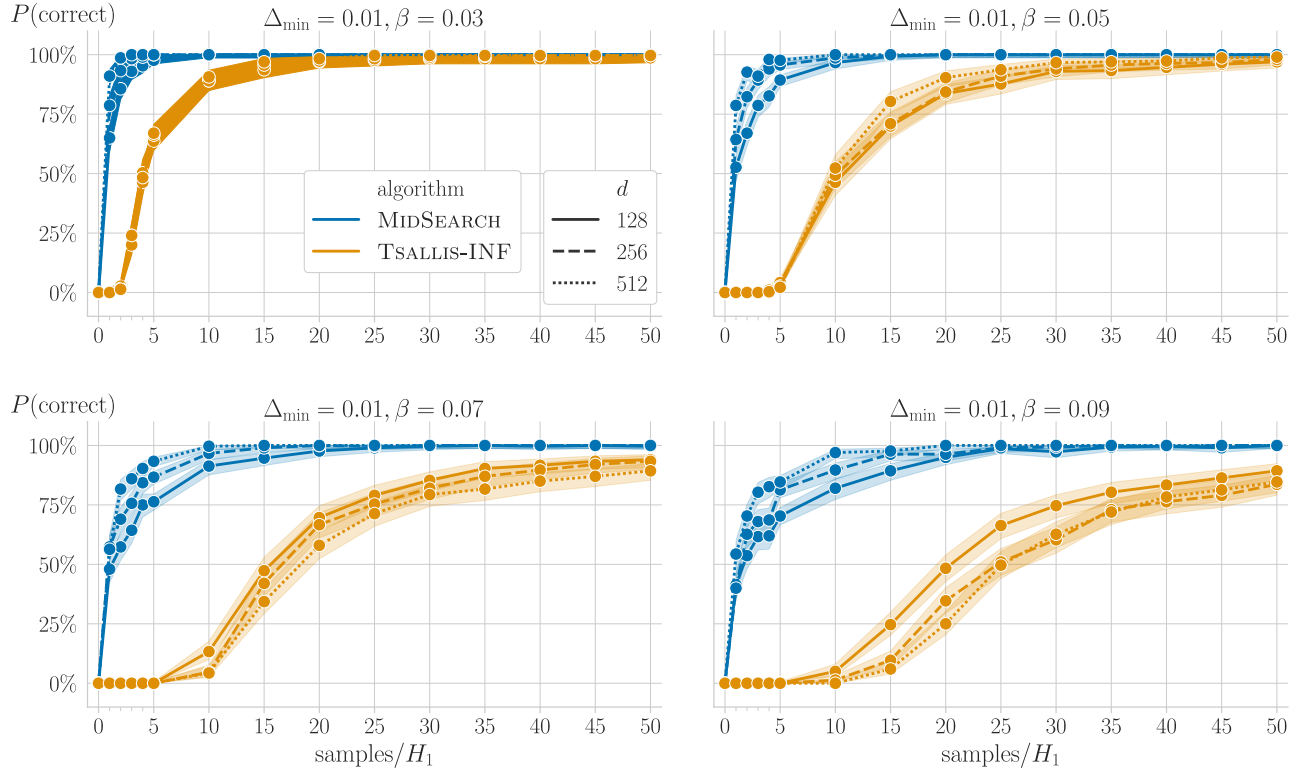 P(correct)
Δmin = 0.01, β = 0.03
100%
75%
50%
25%
0%
algorithm
MIDSEARCH
TSALLIS-INF
d
128
256
512
0 5 10 15 20 25 30 35 40 45 50
Δmin = 0.01, β = 0.05
0 5 10 15 20 25 30 35 40 45 50
P(correct)
Δmin = 0.01, β = 0.07
100%
75%
50%
25%
0%
0 5 10 15 20 25 30 35 40 45 50
samples/H1
Δmin = 0.01, β = 0.09
0 5 10 15 20 25 30 35 40 45 50
samples/H1